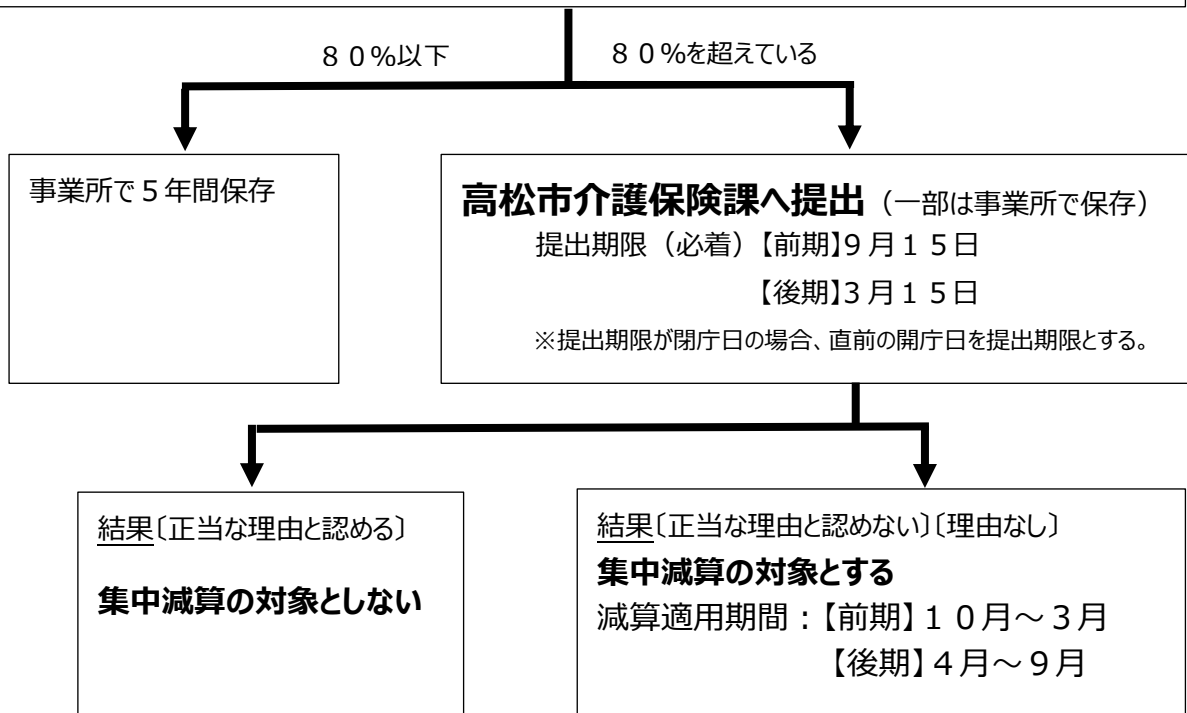 ８０％以下
８０％を超えている
事業所で５年間保存
高松市介護保険課へ提出（一部は事業所で保存）
提出期限（必着）【前期】９月１５日
【後期】３月１５日
※提出期限が閉庁日の場合、直前の開庁日を提出期限とする。
結果〔正当な理由と認める〕
集中減算の対象としない
結果〔正当な理由と認めない〕〔理由なし〕
集中減算の対象とする
減算適用期間：【前期】１０月～３月
【後期】４月～９月